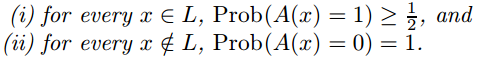 (i) for every x ∈ L, Prob(A(x) = 1) ≥ 1/2, and
(ii) for every x ∉ L, Prob(A(x) = 0) = 1.